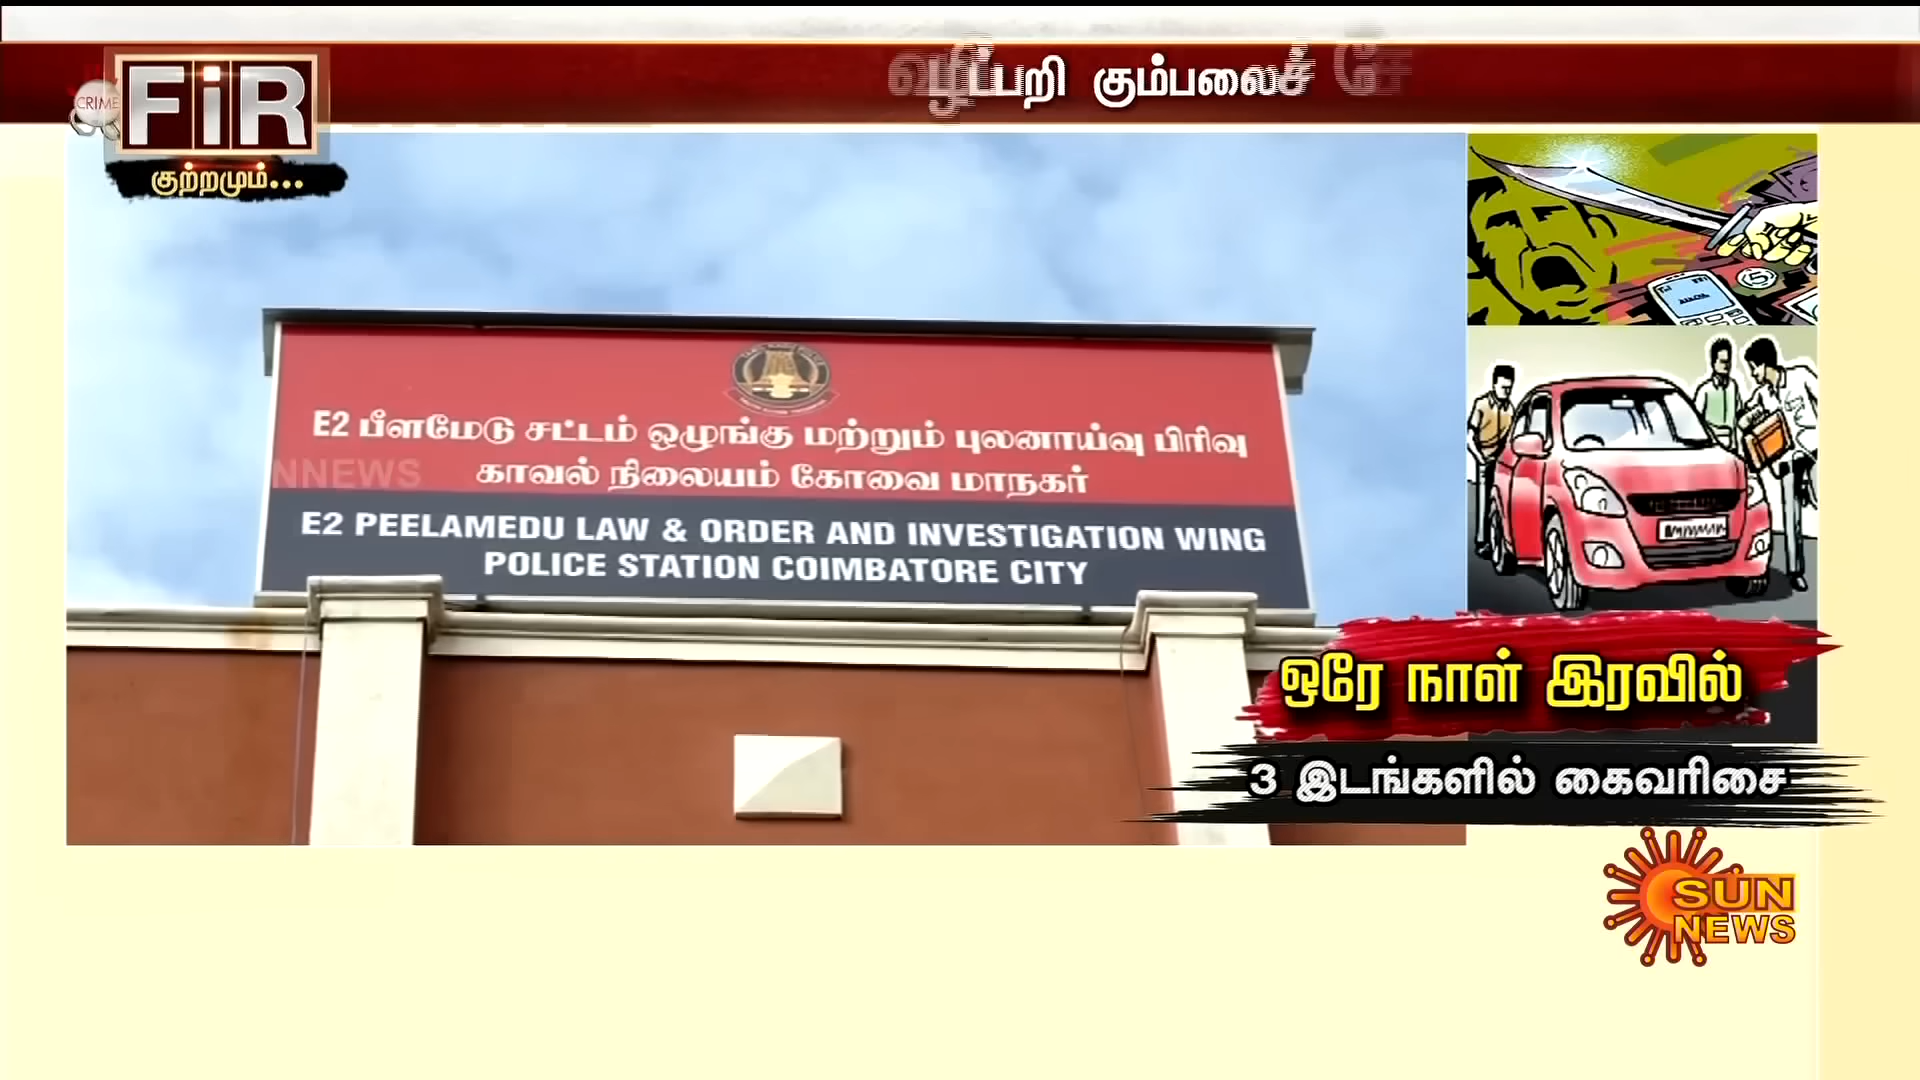 வழிப்பறி கும்பலைச்
CRIME
FiR
குற்றமும்...
E2 பீளமேடு சட்டம் ஒழுங்கு மற்றும் புலனாய்வு பிரிவு
காவல் நிலையம் கோவை மாநகர்
NNEWS
E2 PEELAMEDU LAW & ORDER AND INVESTIGATION WING
POLICE STATION COIMBATORE CITY
ஒரே நாள் இரவில்
3 இடங்களில் கைவரிசை
SUN
NEWS